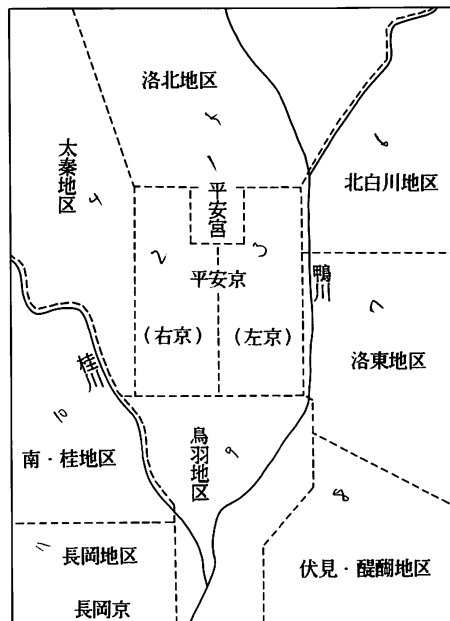 洛北地区
5
太秦地区
4
1
平安宮
6
北白川地区
2
3
平安京
鴨川
7
(右京)
(左京)
洛東地区
桂川
10
鳥羽地区
9
南・桂地区
8
11
長岡地区
伏見・醍醐地区
長岡京